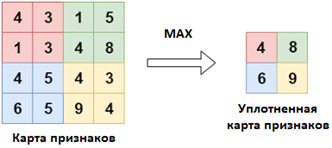 4 3 1 5
MAX
1 3 4 8
4 8
4 5 4 3
6 9
6 5 9 4
Карта признаков
Уплотненная
карта признаков